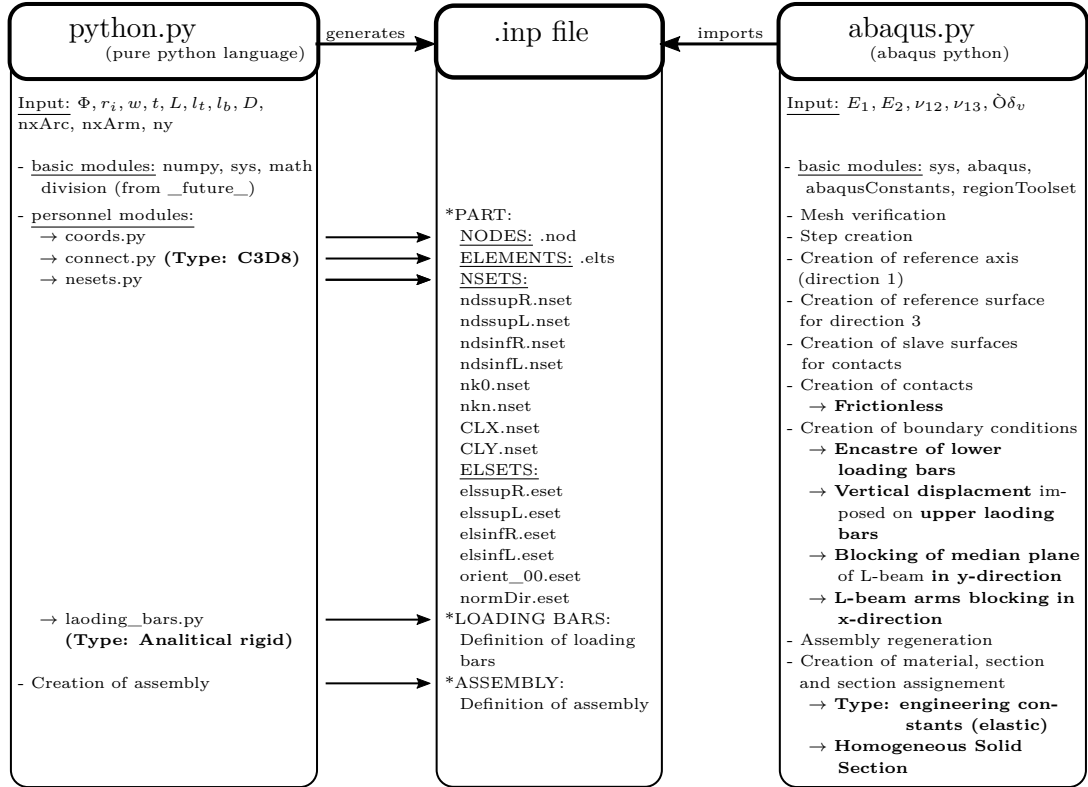 python.py
(pure python language)
Input: Φ, r_i, w, t, L, l_t, l_b, D,
nxArc, nxArm, ny
- basic modules: numpy, sys, math
division (from _future_)
- personnel modules:
→ coords.py
→ connect.py (Type: C3D8)
→ nesets.py
→ laoding_bars.py
(Type: Analitical rigid)
- Creation of assembly
generates
.inp file
*PART:
NODES: .nod
ELEMENTS: .elts
NSETS:
ndssupR.nset
ndssupL.nset
ndsinfR.nset
ndsinfL.nset
nk0.nset
nkn.nset
CLX.nset
CLY.nset
ELSETS:
elssupR.eset
elssupL.eset
elsinfR.eset
elsinfL.eset
orient_00.eset
normDir.eset
*LOADING BARS:
Definition of loading
bars
*ASSEMBLY:
Definition of assembly
imports
abaqus.py
(abaqus python)
Input: E_1, E_2, ν_12, ν_13, Òδ_v
- basic modules: sys, abaqus,
abaqusConstants, regionToolset
- Mesh verification
- Step creation
- Creation of reference axis
(direction 1)
- Creation of reference surface
for direction 3
- Creation of slave surfaces
for contacts
- Creation of contacts
→ Frictionless
- Creation of boundary conditions
→ Encastre of lower
loading bars
→ Vertical displacment im-
posed on upper laoding
bars
→ Blocking of median plane
of L-beam in y-direction
→ L-beam arms blocking in
x-direction
- Assembly regeneration
- Creation of material, section
and section assignement
→ Type: engineering con-
stants (elastic)
→ Homogeneous Solid
Section